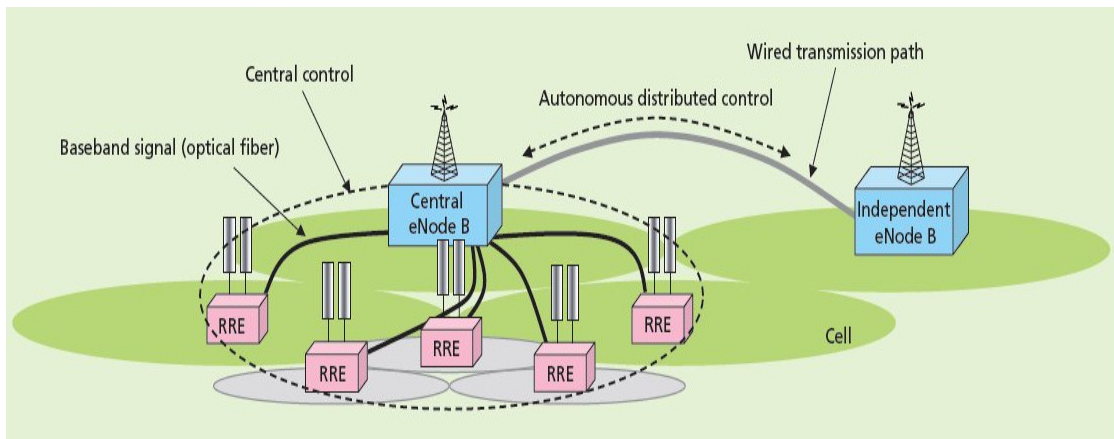 Wired transmission path
Central control
Autonomous distributed control
Baseband signal (optical fiber)
Central
eNode B
Independent
eNode B
RRE
RRE
RRE
RRE
RRE
Cell